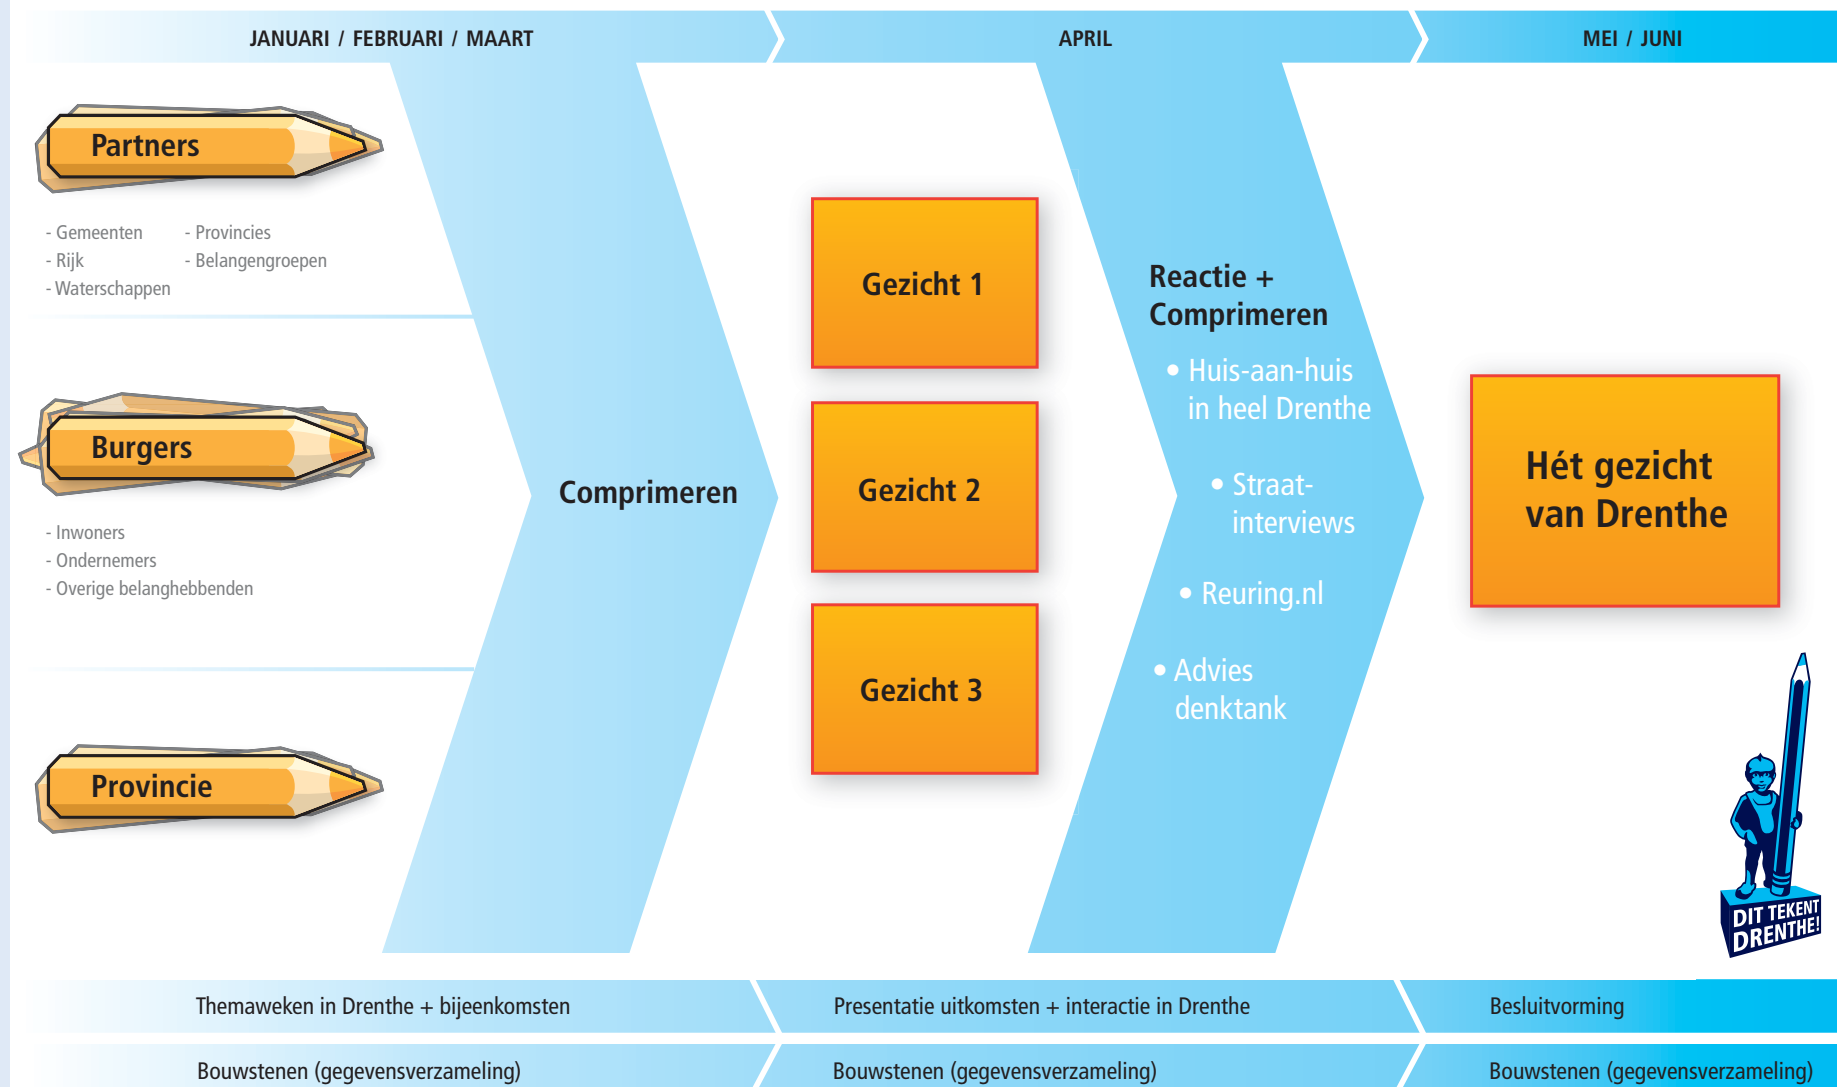 JANUARI / FEBRUARI / MAART
APRIL
MEI / JUNI
Partners
- Gemeenten
- Rijk
- Waterschappen
- Provincies
- Belangengroepen
Burgers
- Inwoners
- Ondernemers
- Overige belanghebbenden
Provincie
Comprimeren
Gezicht 1
Gezicht 2
Gezicht 3
Reactie +
Comprimeren
• Huis-aan-huis
in heel Drenthe
• Straat-
interviews
• Reuring.nl
• Advies
denktank
Hét gezicht
van Drenthe
DIT TEKENT
DRENTHE!
Themaweken in Drenthe + bijeenkomsten
Presentatie uitkomsten + interactie in Drenthe
Besluitvorming
Bouwstenen (gegevensverzameling)
Bouwstenen (gegevensverzameling)
Bouwstenen (gegevensverzameling)